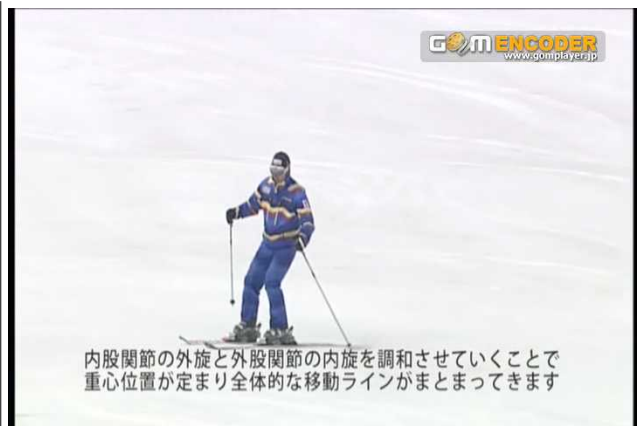 GOM ENCODER
www.gomplayer.jp
内股関節の外旋と外股関節の内旋を調和させていくことで
重心位置が定まり全体的な移動ラインがまとまってきます